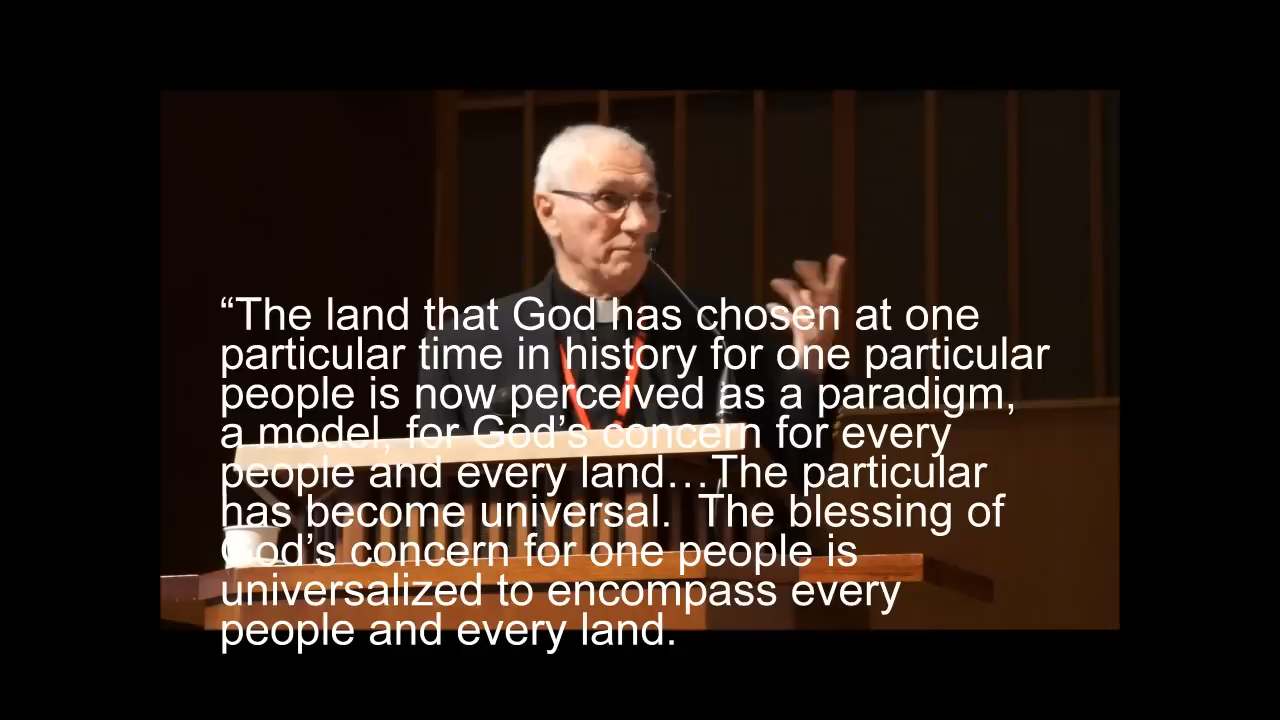 “The land that God has chosen at one
particular time in history for one particular
people is now perceived as a paradigm,
a model, for God’s concern for every
people and every land…The particular
has become universal.  The blessing of
God’s concern for one people is
universalized to encompass every
people and every land.